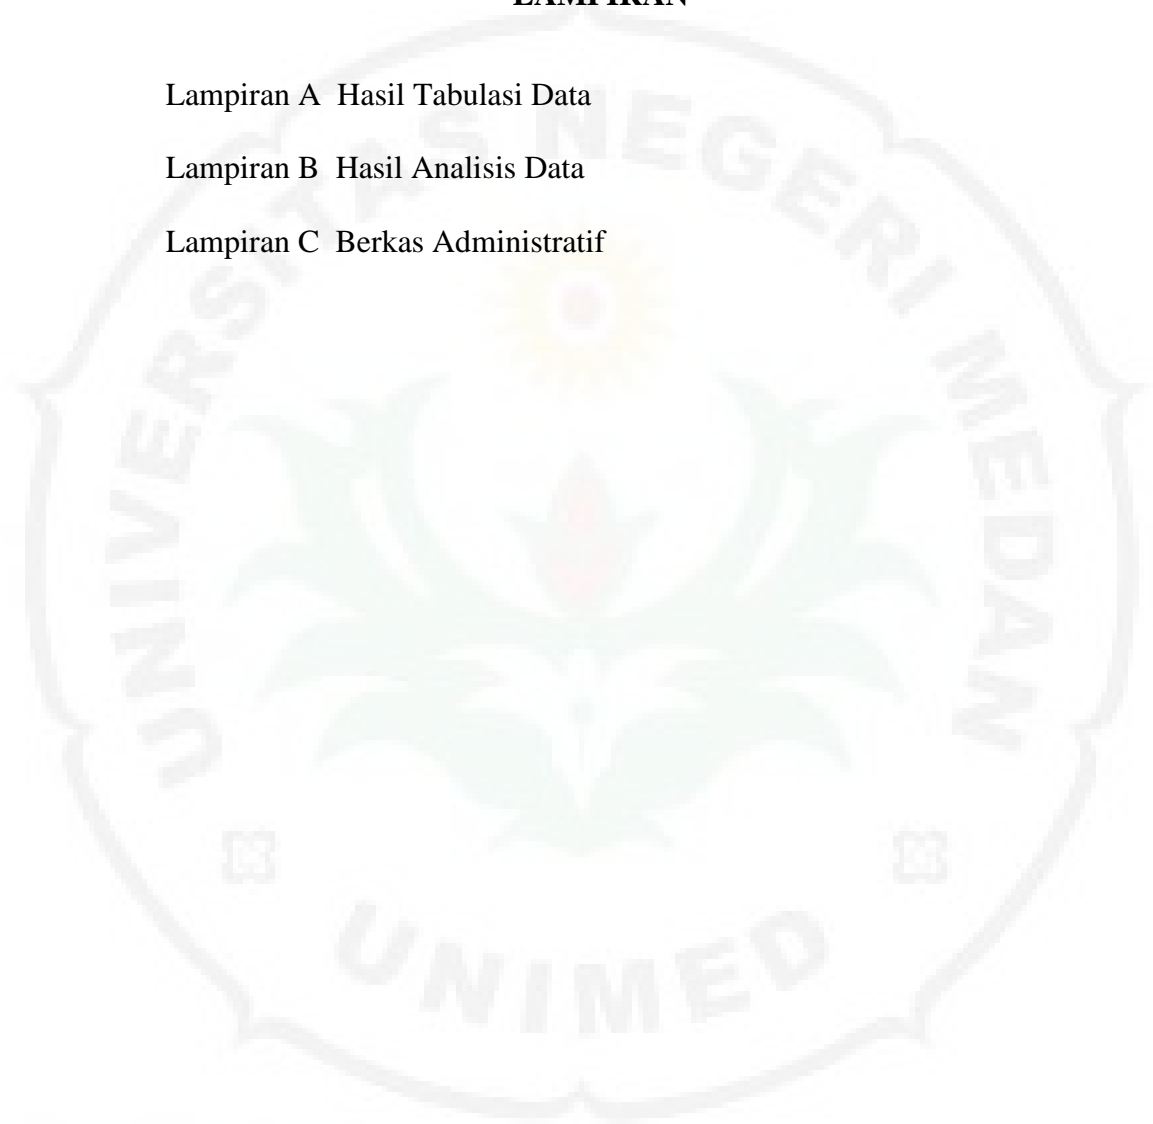 LAMPIRAN
Lampiran A Hasil Tabulasi Data
Lampiran B Hasil Analisis Data
Lampiran C Berkas Administratif
UNIVERSITAS NEGERI MEDAN
UNIMED